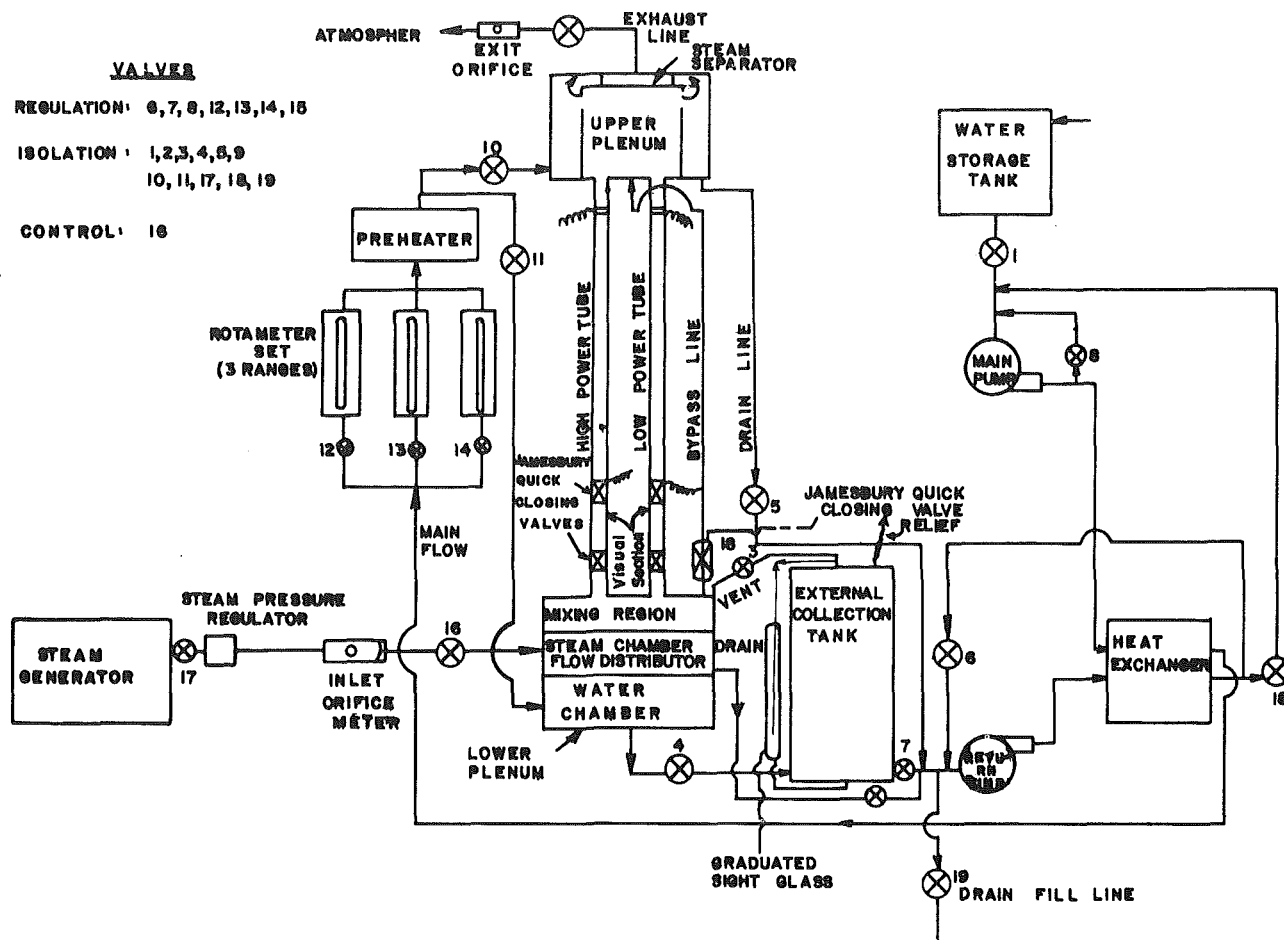 ATMOSPHER
EXIT
ORIFICE
EXHAUST
LINE
STEAM
SEPARATOR
VALVES
REGULATION: 6,7,8,12,13,14,15
ISOLATION: 1,2,3,4,5,9
10,11,17,18,19
CONTROL: 16
UPPER
PLENUM
10
PREHEATER
11
WATER
STORAGE
TANK
1
ROTAMETER
SET
(3 RANGES)
12
13
14
HIGH POWER TUBE
LOW POWER TUBE
BYPASS LINE
DRAIN LINE
MAIN
PUMP
8
JAMESBURY
QUICK
CLOSING
VALVES
Visual
Section
5
JAMESBURY QUICK
CLOSING VALVE
RELIEF
18
3
VENT
MAIN
FLOW
STEAM PRESSURE
REGULATOR
STEAM
GENERATOR
17
INLET
ORIFICE
METER
16
MIXING REGION
STEAM CHAMBER
FLOW DISTRIBUTOR
WATER
CHAMBER
DRAIN
EXTERNAL
COLLECTION
TANK
LOWER
PLENUM
4
7
6
RETU
RN
PUMP
HEAT
EXCHANGER
18
GRADUATED
SIGHT GLASS
19
DRAIN FILL LINE